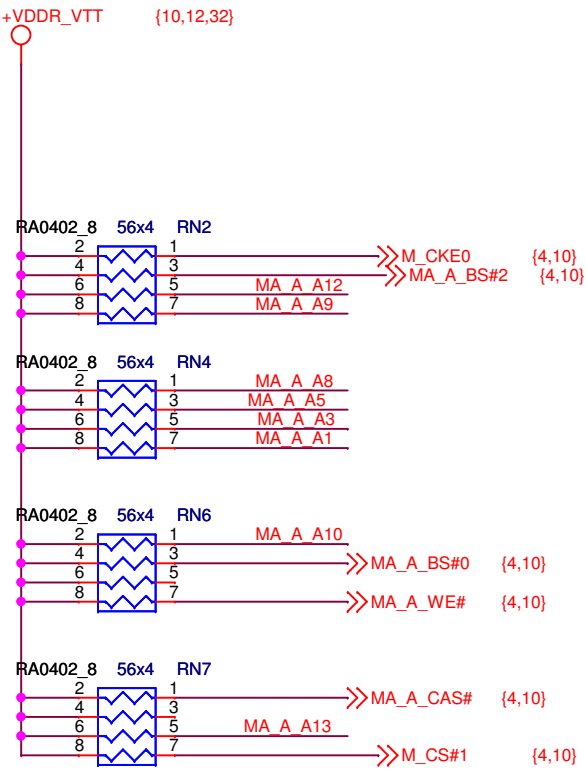 +VDDR_VTT {10,12,32}
RA0402_8 56x4 RN2
2 1 M_CKE0 {4,10}
4 3 MA_A_BS#2 {4,10}
6 5 MA_A_A12
8 7 MA_A_A9
RA0402_8 56x4 RN4
2 1 MA_A_A8
4 3 MA_A_A5
6 5 MA_A_A3
8 7 MA_A_A1
RA0402_8 56x4 RN6
2 1 MA_A_A10
4 3 MA_A_BS#0 {4,10}
6 5
8 7 MA_A_WE# {4,10}
RA0402_8 56x4 RN7
2 1 MA_A_CAS# {4,10}
4 3
6 5 MA_A_A13
8 7 M_CS#1 {4,10}